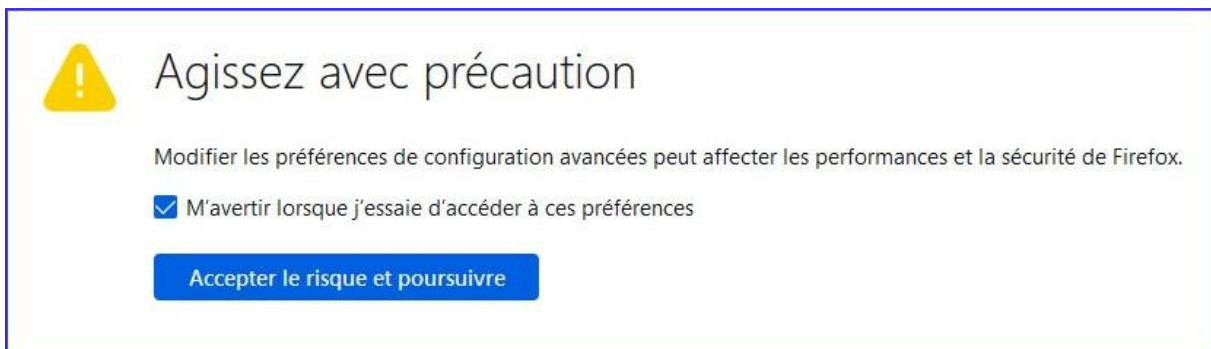 Agissez avec précaution
Modifier les préférences de configuration avancées peut affecter les performances et la sécurité de Firefox.
M’avertir lorsque j’essaie d’accéder à ces préférences
Accepter le risque et poursuivre